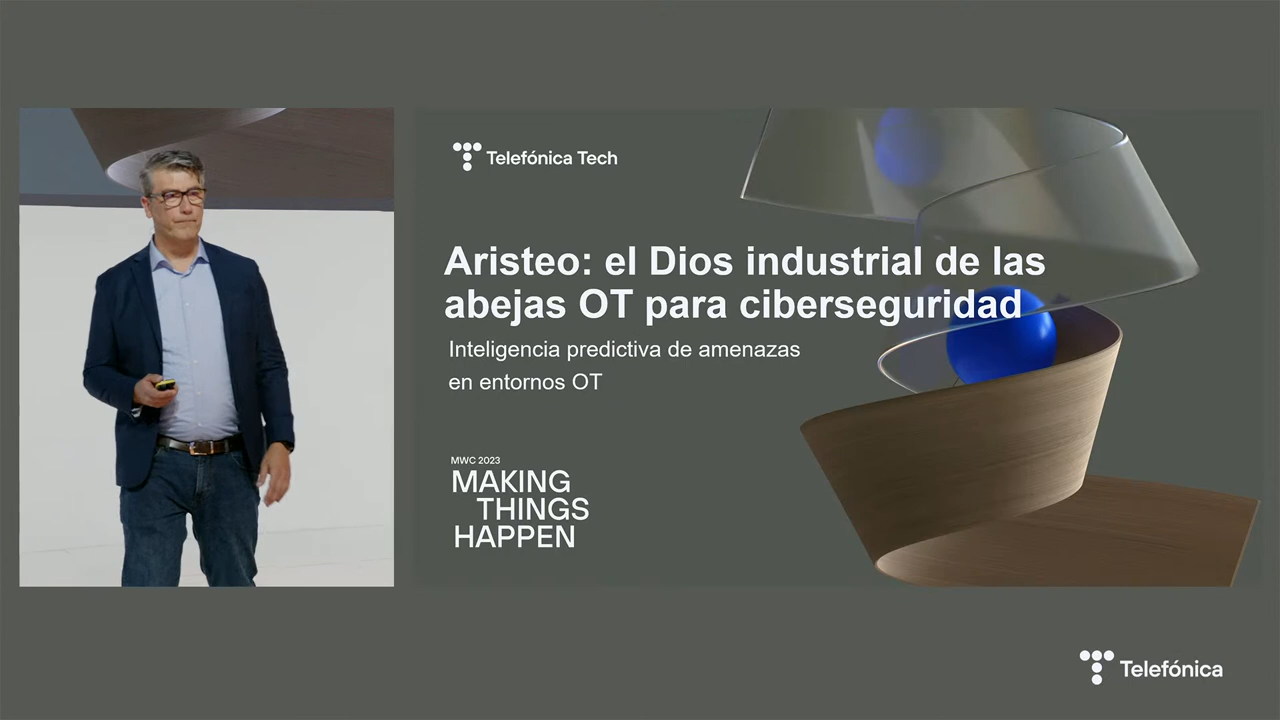 Telefónica Tech
Aristeo: el Dios industrial de las
abejas OT para ciberseguridad
Inteligencia predictiva de amenazas
en entornos OT
MWC 2023
MAKING
THINGS
HAPPEN
Telefónica